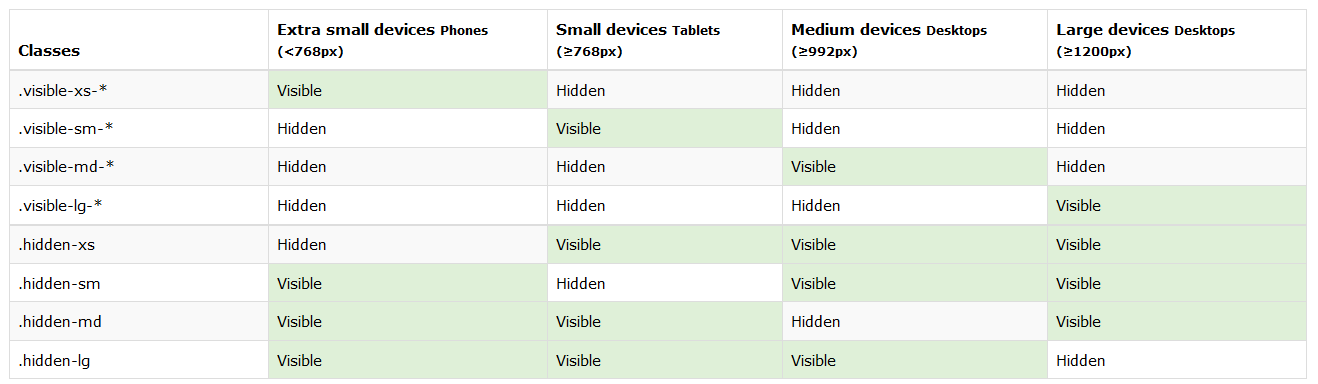 Classes Extra small devices Phones (<768px) Small devices Tablets (≥768px) Medium devices Desktops (≥992px) Large devices Desktops (≥1200px)
.visible-xs-* Visible Hidden Hidden Hidden
.visible-sm-* Hidden Visible Hidden Hidden
.visible-md-* Hidden Hidden Visible Hidden
.visible-lg-* Hidden Hidden Hidden Visible
.hidden-xs Hidden Visible Visible Visible
.hidden-sm Visible Hidden Visible Visible
.hidden-md Visible Visible Hidden Visible
.hidden-lg Visible Visible Visible Hidden